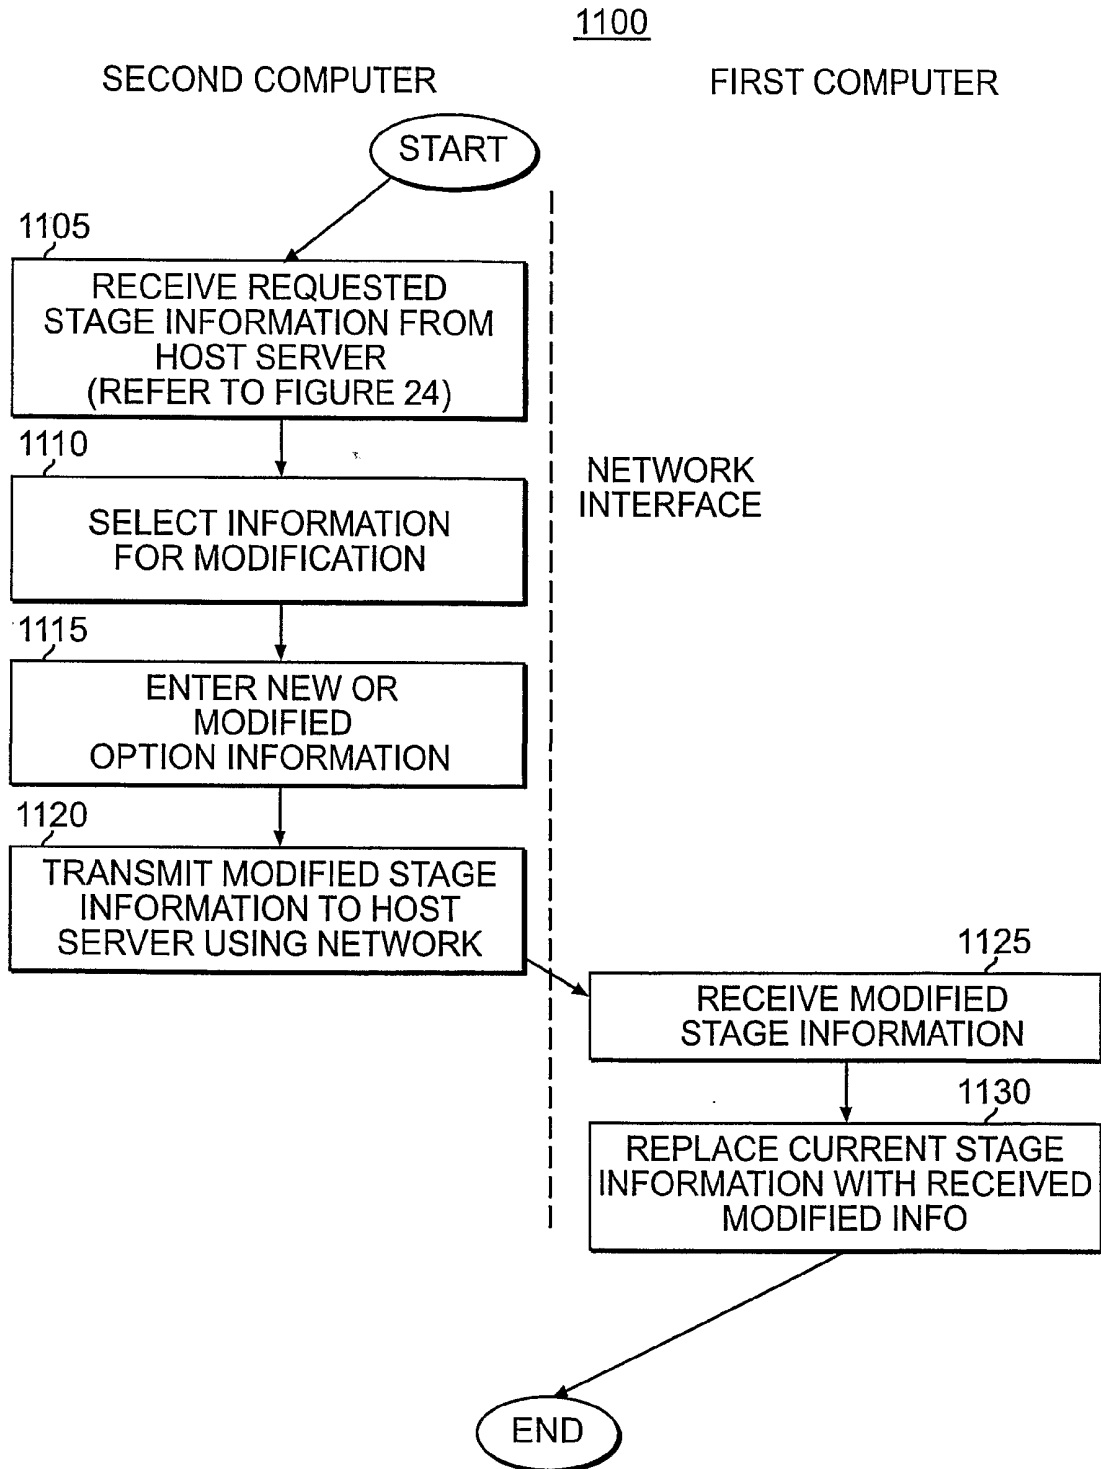 1100
SECOND COMPUTER
FIRST COMPUTER
START
1105
RECEIVE REQUESTED
STAGE INFORMATION FROM
HOST SERVER
(REFER TO FIGURE 24)
1110
SELECT INFORMATION
FOR MODIFICATION
NETWORK
INTERFACE
1115
ENTER NEW OR
MODIFIED
OPTION INFORMATION
1120
TRANSMIT MODIFIED STAGE
INFORMATION TO HOST
SERVER USING NETWORK
1125
RECEIVE MODIFIED
STAGE INFORMATION
1130
REPLACE CURRENT STAGE
INFORMATION WITH RECEIVED
MODIFIED INFO
END